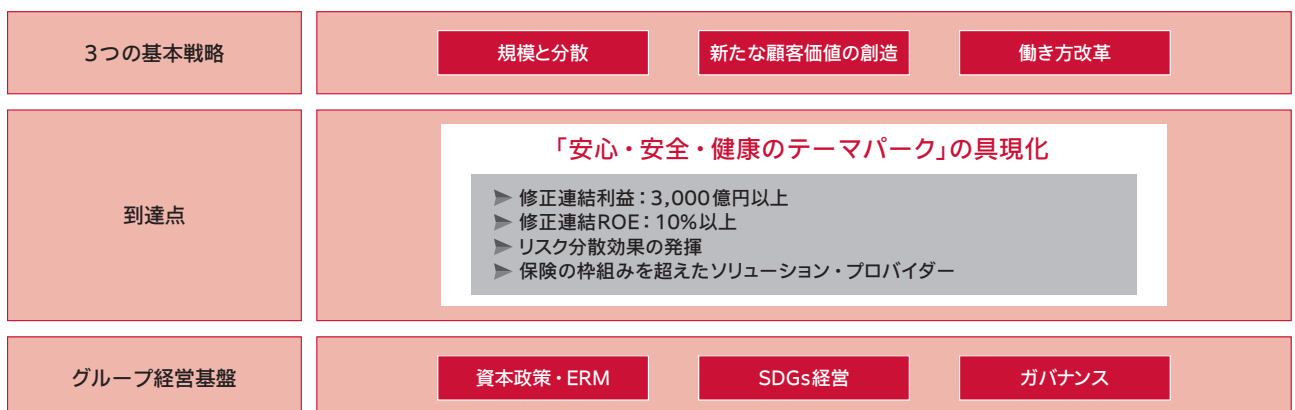 3つの基本戦略
規模と分散
新たな顧客価値の創造
働き方改革
到達点
「安心・安全・健康のテーマパーク」の具現化
➤ 修正連結利益：3,000億円以上
➤ 修正連結ROE：10%以上
➤ リスク分散効果の発揮
➤ 保険の枠組みを超えたソリューション・プロバイダー
グループ経営基盤
資本政策・ERM
SDGs経営
ガバナンス